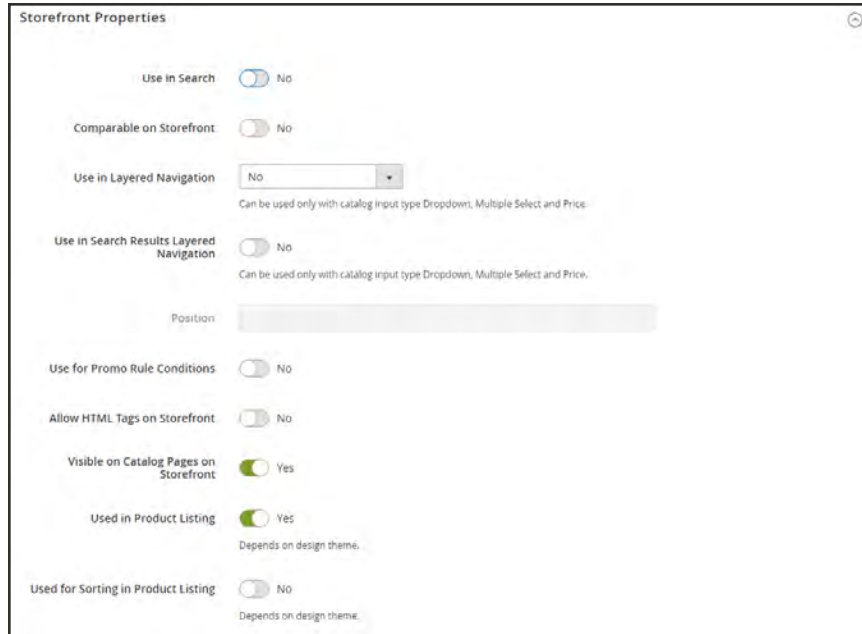 Storefront Properties
Use in Search No
Comparable on Storefront No
Use in Layered Navigation No
Can be used only with catalog input type Dropdown, Multiple Select and Price
Use in Search Results Layered
Navigation No
Can be used only with catalog input type Dropdown, Multiple Select and Price.
Position
Use for Promo Rule Conditions No
Allow HTML Tags on Storefront No
Visible on Catalog Pages on
Storefront Yes
Used in Product Listing Yes
Depends on design theme.
Used for Sorting in Product Listing No
Depends on design theme.